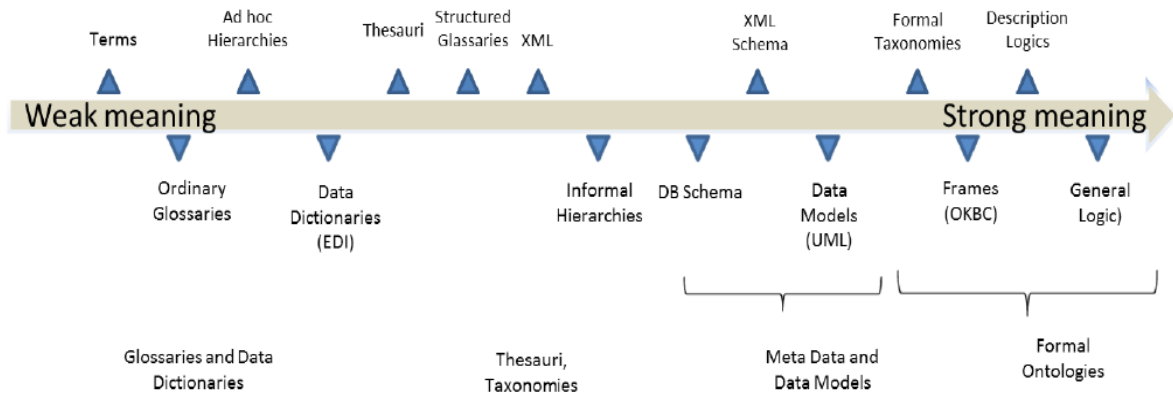 Terms
Ad hoc
Hierarchies
Thesauri
Structured
Glassaries
XML
XML
Schema
Formal
Taxonomies
Description
Logics
Weak meaning
Strong meaning
Ordinary
Glossaries
Data
Dictionaries
(EDI)
Informal
Hierarchies
DB Schema
Data
Models
(UML)
Frames
(OKBC)
General
Logic)
Glossaries and Data
Dictionaries
Thesauri,
Taxonomies
Meta Data and
Data Models
Formal
Ontologies